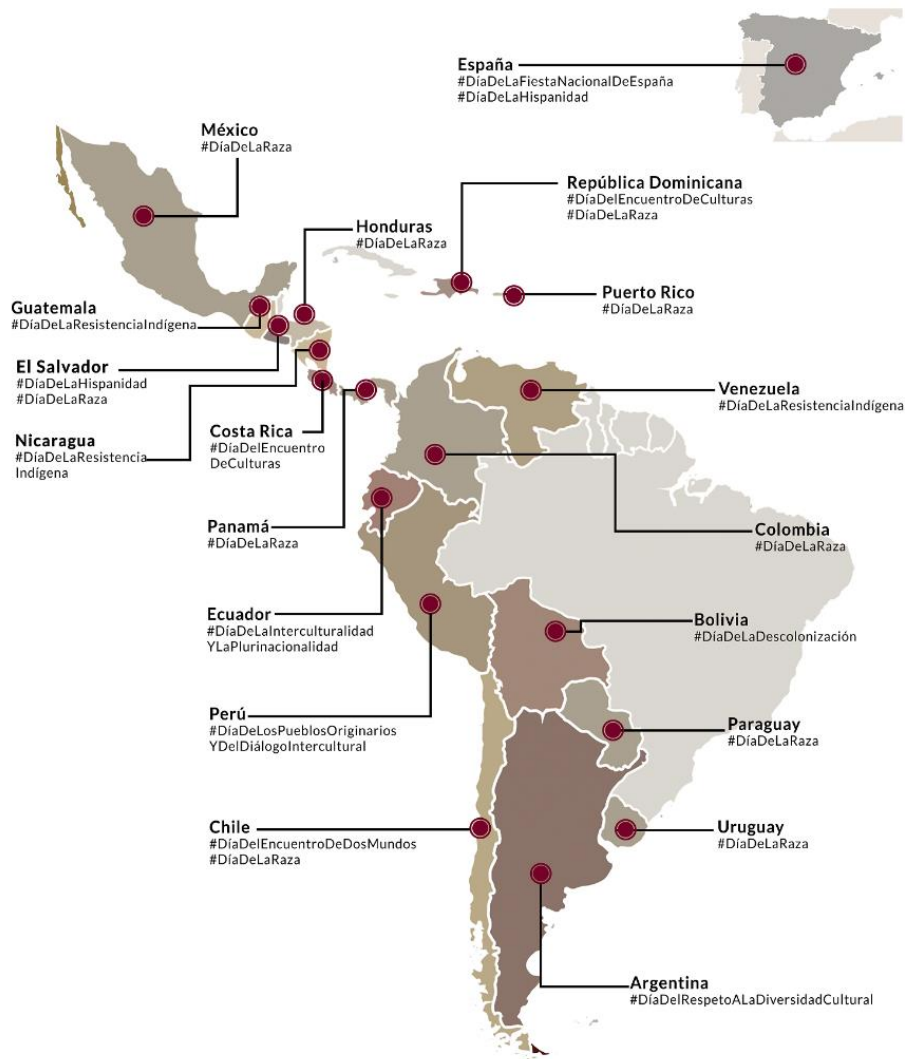 España
#DíaDeLaFiestaNacionalDeEspaña
#DíaDeLaHispanidad
México
#DíaDeLaRaza
República Dominicana
#DíaDelEncuentroDeCulturas
#DíaDeLaRaza
Honduras
#DíaDeLaRaza
Puerto Rico
#DíaDeLaRaza
Guatemala
#DíaDeLaResistenciaIndígena
El Salvador
#DíaDeLaHispanidad
#DíaDeLaRaza
Venezuela
#DíaDeLaResistenciaIndígena
Nicaragua
#DíaDeLaResistencia
Indígena
Costa Rica
#DíaDelEncuentro
DeCulturas
Panamá
#DíaDeLaRaza
Colombia
#DíaDeLaRaza
Ecuador
#DíaDeLaInterculturalidad
YLaPlurinacionalidad
Bolivia
#DíaDeLaDescolonización
Perú
#DíaDeLosPueblosOriginarios
YDelDiálogoIntercultural
Paraguay
#DíaDeLaRaza
Chile
#DíaDelEncuentroDeDosMundos
#DíaDeLaRaza
Uruguay
#DíaDeLaRaza
Argentina
#DíaDelRespetoALaDiversidadCultural